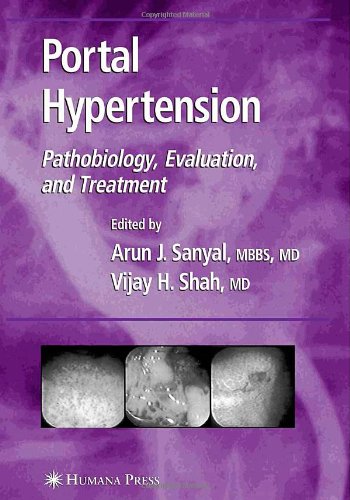 Portal
Hypertension
Pathobiology, Evaluation,
and Treatment
Edited by
Arun J. Sanyal, MBBS, MD
Vijay H. Shah, MD
HUMANA PRESS